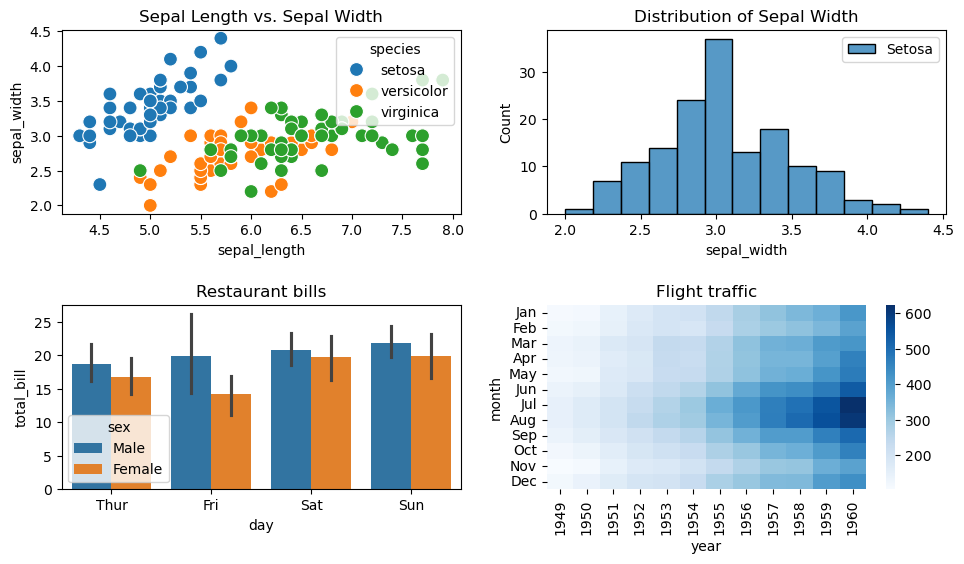 Sepal Length vs. Sepal Width
sepal_width
4.5
4.0
3.5
3.0
2.5
2.0
species
setosa
versicolor
virginica
4.5 5.0 5.5 6.0 6.5 7.0 7.5 8.0
sepal_length
Distribution of Sepal Width
Count
30
20
10
0
Setosa
2.0 2.5 3.0 3.5 4.0 4.5
sepal_width
Restaurant bills
total_bill
25
20
15
10
5
0
sex
Male
Female
Thur Fri Sat Sun
day
Flight traffic
month
Jan
Feb
Mar
Apr
May
Jun
Jul
Aug
Sep
Oct
Nov
Dec
1949 1950 1951 1952 1953 1954 1955 1956 1957 1958 1959 1960
year
600
500
400
300
200